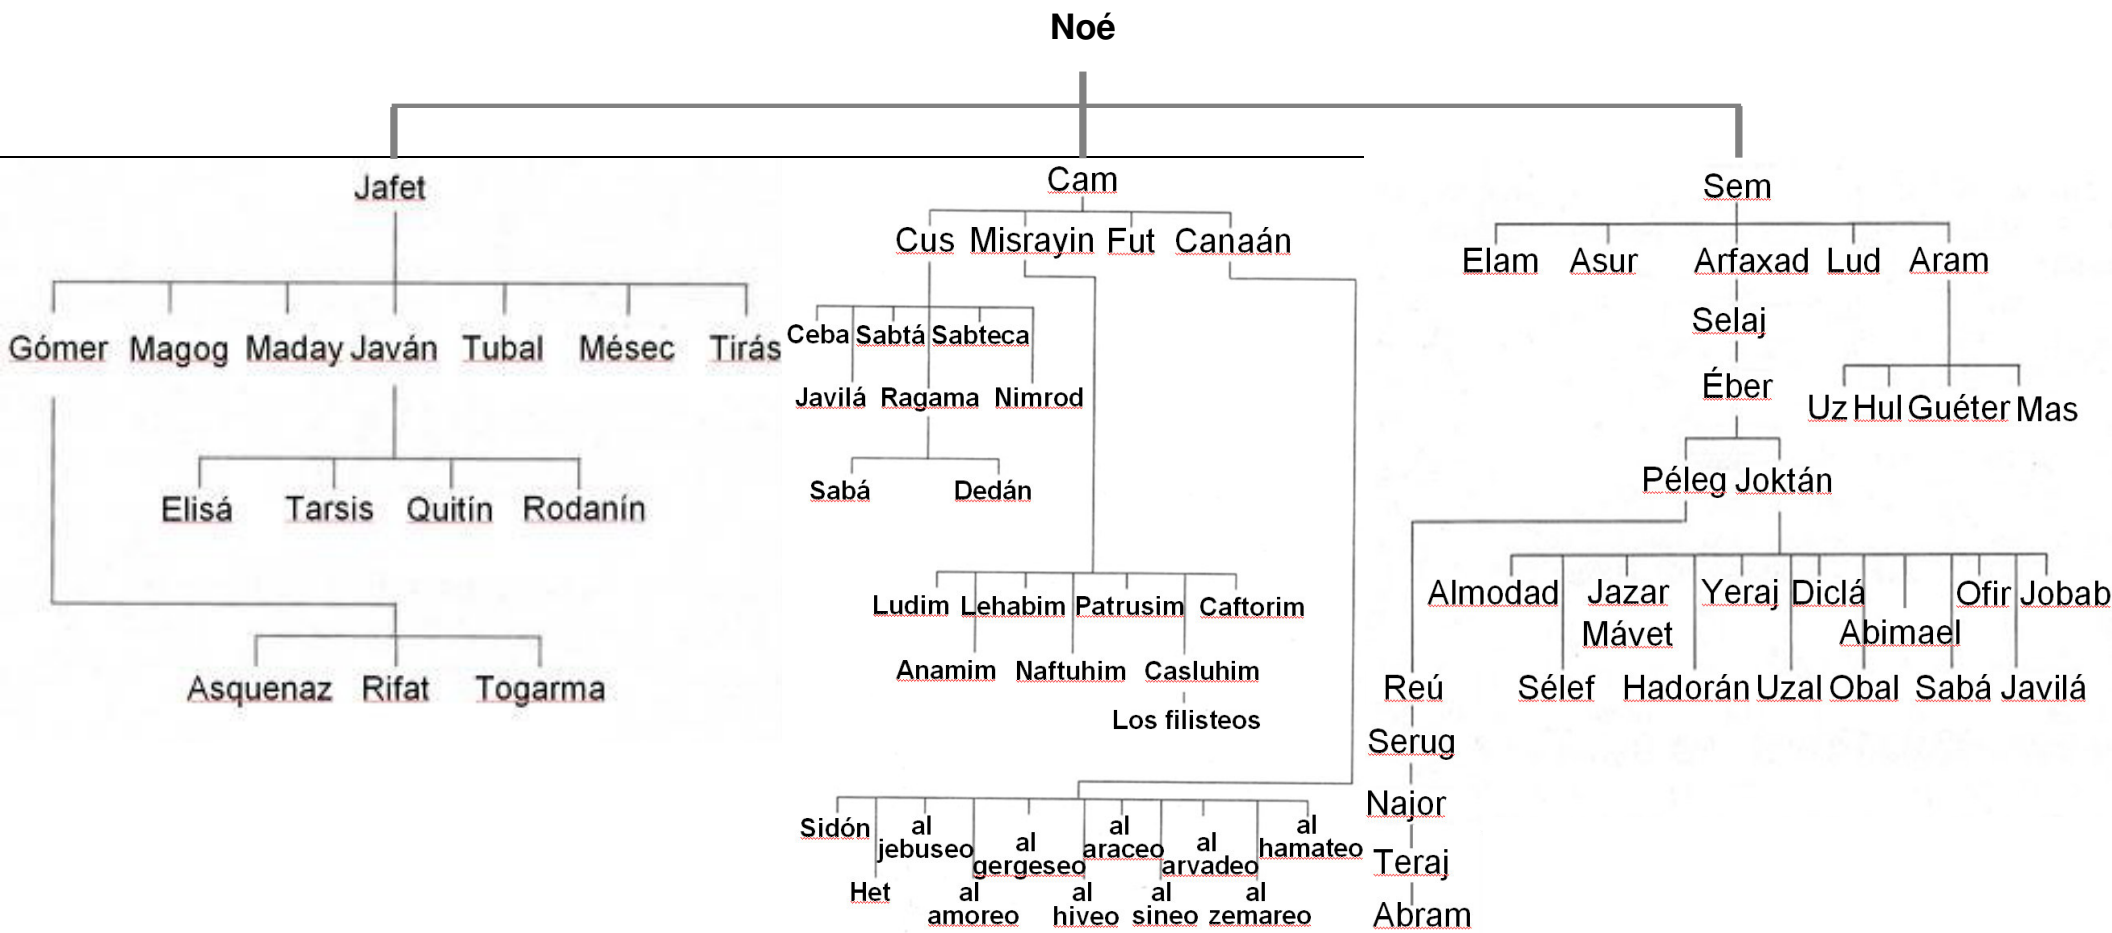 Noé
Jafet
Gómer Magog Maday Javán Tubal Mésec Tirás
Elisá Tarsis Quitín Rodanín
Asquenaz Rifat Togarma
Cam
Cus Misrayin Fut Canaán
Ceba Sabtá Sabteca
Javilá Ragama Nimrod
Sabá Dedán
Ludim Lehabim Patrusim Caftorim
Anamim Naftuhim Casluhim
Los filisteos
Sidón al jebuseo al gergeseo al araceo al arvadeo al hamateo
Het al amoreo al hiveo al sineo al zemareo
Sem
Elam Asur Arfaxad Lud Aram
Selaj
Éber
Uz Hul Guéter Mas
Péleg Joktán
Almodad Jazar Mávet Yeraj Diclá Abimael Ofir Jobab
Reú Sélef Hadorán Uzal Obal Sabá Javilá
Serug
Najor
Teraj
Abram